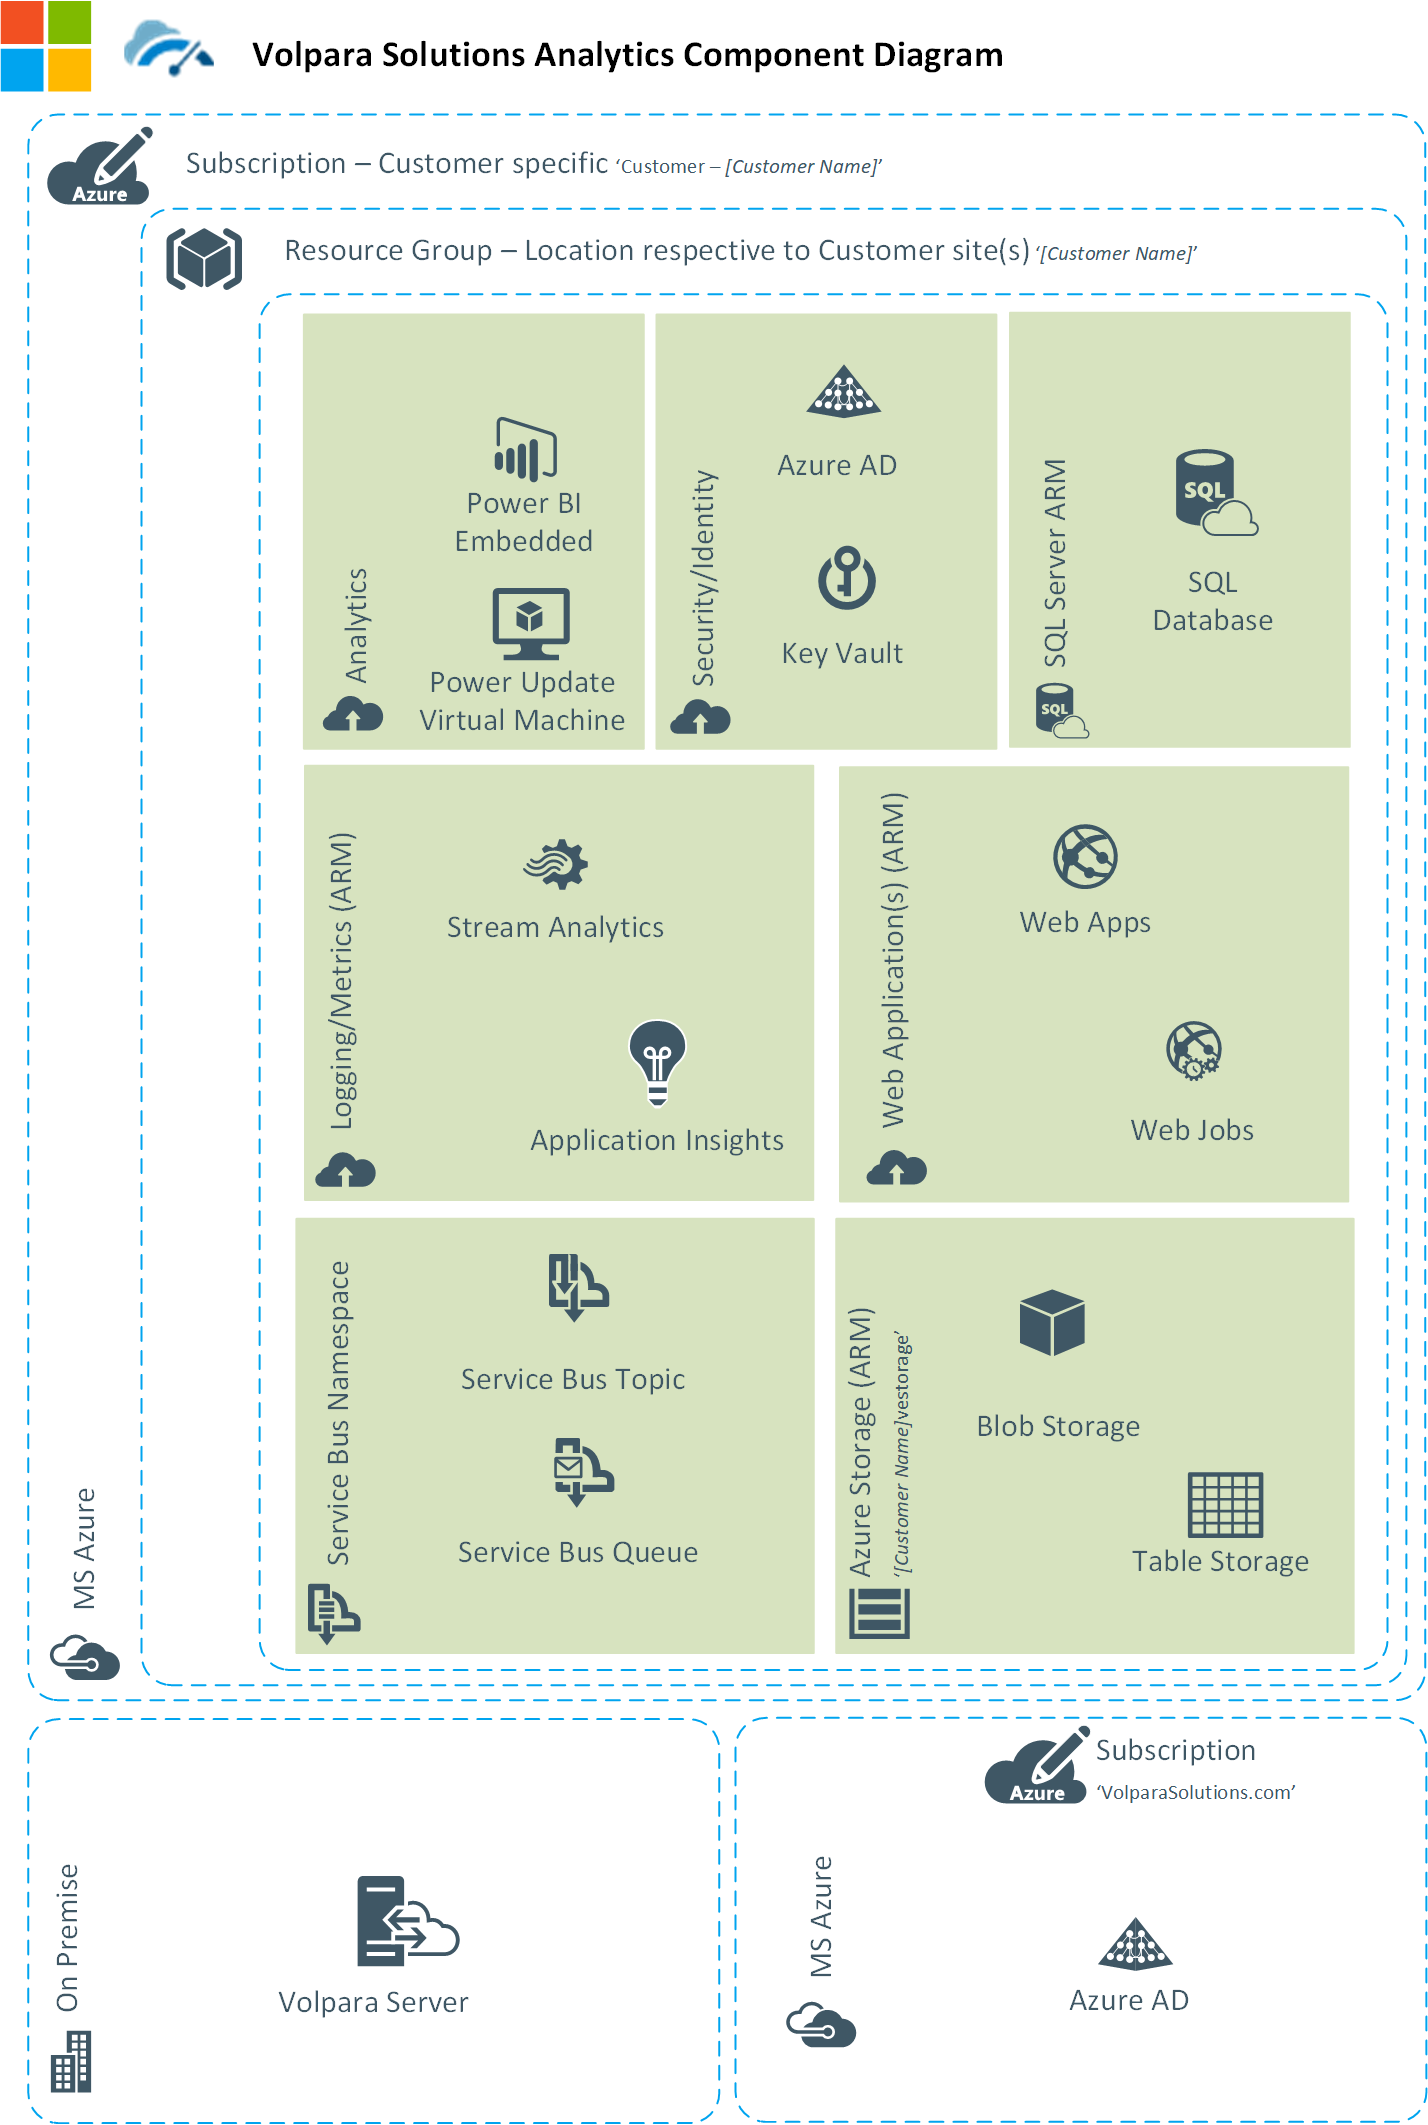 Volpara Solutions Analytics Component Diagram
Azure
Subscription – Customer specific ‘Customer – [Customer Name]’
Resource Group – Location respective to Customer site(s) ‘[Customer Name]’
Analytics
Power BI
Embedded
Power Update
Virtual Machine
Security/Identity
Azure AD
Key Vault
SQL Server ARM
SQL
SQL
SQL
Database
Logging/Metrics (ARM)
Stream Analytics
Application Insights
Web Application(s) (ARM)
Web Apps
Web Jobs
Service Bus Namespace
Service Bus Topic
Service Bus Queue
Azure Storage (ARM)
‘[Customer Name]vestorage’
Blob Storage
Table Storage
MS Azure
On Premise
Volpara Server
MS Azure
Azure
Subscription
‘VolparaSolutions.com’
Azure AD